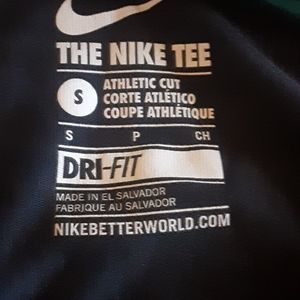 THE NIKE TEE
S
ATHLETIC CUT
CORTE ATLÉTICO
COUPE ATHLÉTIQUE
S P CH
DRI-FIT
MADE IN EL SALVADOR
FABRIQUE AU SALVADOR
NIKEBETTERWORLD.COM